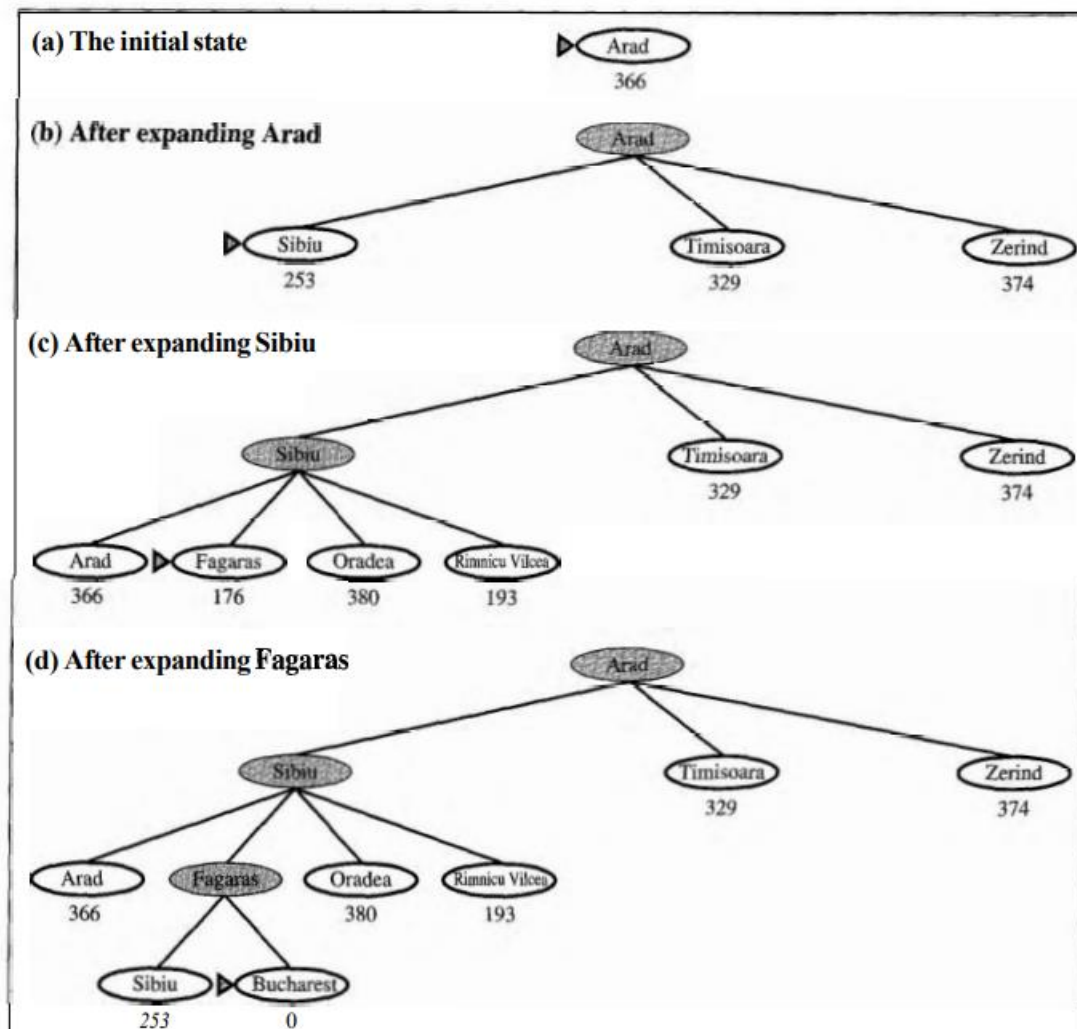 (a) The initial state
Arad
366
(b) After expanding Arad
Arad
Sibiu
Timisoara
Zerind
253
329
374
(c) After expanding Sibiu
Arad
Sibiu
Timisoara
Zerind
329
374
Arad
Fagaras
Oradea
Rimnicu Vilcea
366
176
380
193
(d) After expanding Fagaras
Arad
Sibiu
Timisoara
Zerind
329
374
Arad
Fagaras
Oradea
Rimnicu Vilcea
366
380
193
Sibiu
Bucharest
253
0